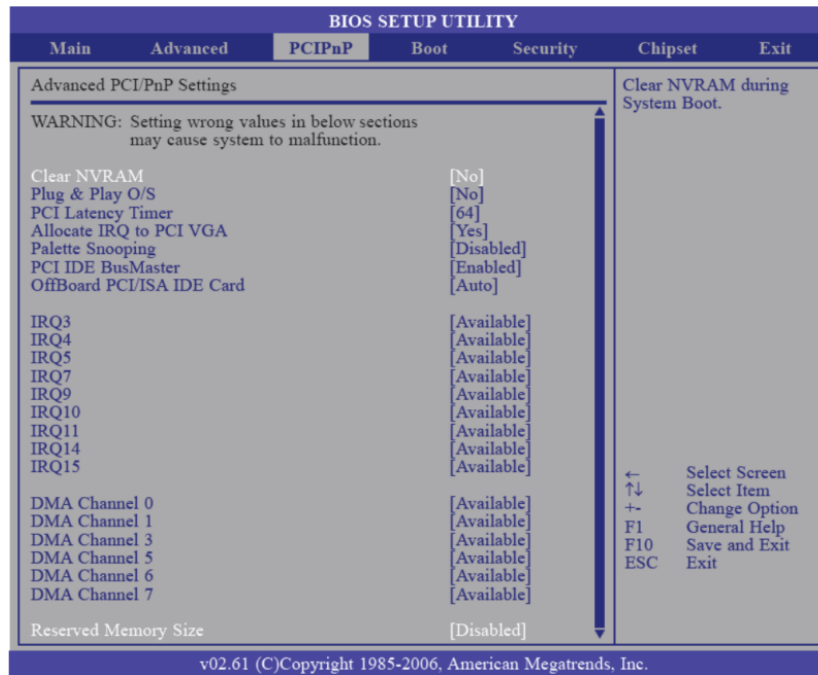 BIOS SETUP UTILITY
Main Advanced PCIPnP Boot Security Chipset Exit
Advanced PCI/PnP Settings
WARNING: Setting wrong values in below sections
may cause system to malfunction.
Clear NVRAM [No]
Plug & Play O/S [No]
PCI Latency Timer [64]
Allocate IRQ to PCI VGA [Yes]
Palette Snooping [Disabled]
PCI IDE BusMaster [Enabled]
OffBoard PCI/ISA IDE Card [Auto]
IRQ3 [Available]
IRQ4 [Available]
IRQ5 [Available]
IRQ7 [Available]
IRQ9 [Available]
IRQ10 [Available]
IRQ11 [Available]
IRQ14 [Available]
IRQ15 [Available]
DMA Channel 0 [Available]
DMA Channel 1 [Available]
DMA Channel 3 [Available]
DMA Channel 5 [Available]
DMA Channel 6 [Available]
DMA Channel 7 [Available]
Reserved Memory Size [Disabled]
Clear NVRAM during
System Boot.
← Select Screen
↑↓ Select Item
+- Change Option
F1 General Help
F10 Save and Exit
ESC Exit
v02.61 (C)Copyright 1985-2006, American Megatrends, Inc.